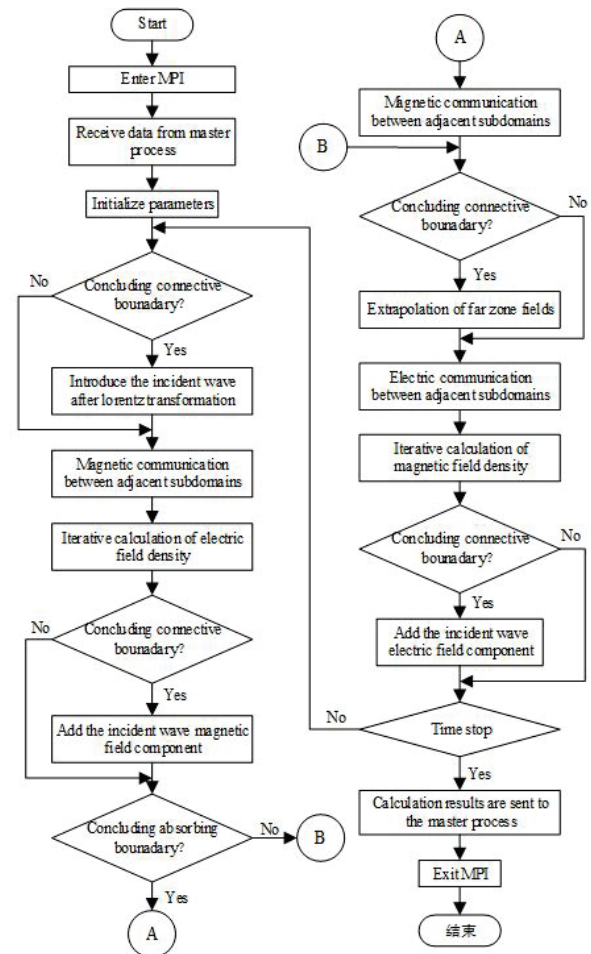 Start
Enter MPI
Receive data from master
process
Initialize parameters
No
Concluding connective
bounadary?
Yes
Introduce the incident wave
after lorentz transformation
Magnetic communication
between adjacent subdomains
Iterative calculation of electric
field density
No
Concluding connective
bounadary?
Yes
Add the incident wave magnetic
field component
Concluding absorbing
bounadary?
No
B
Yes
A
A
Magnetic communication
between adjacent subdomains
B
Concluding connective
bounadary?
No
Yes
Extrapolation of far zone fields
Electric communication
between adjacent subdomains
Iterative calculation of
magnetic field density
Concluding connective
bounadary?
No
Yes
Add the incident wave
electric field component
No
Time stop
Yes
Calculation results are sent to
the master process
Exit MPI
结束